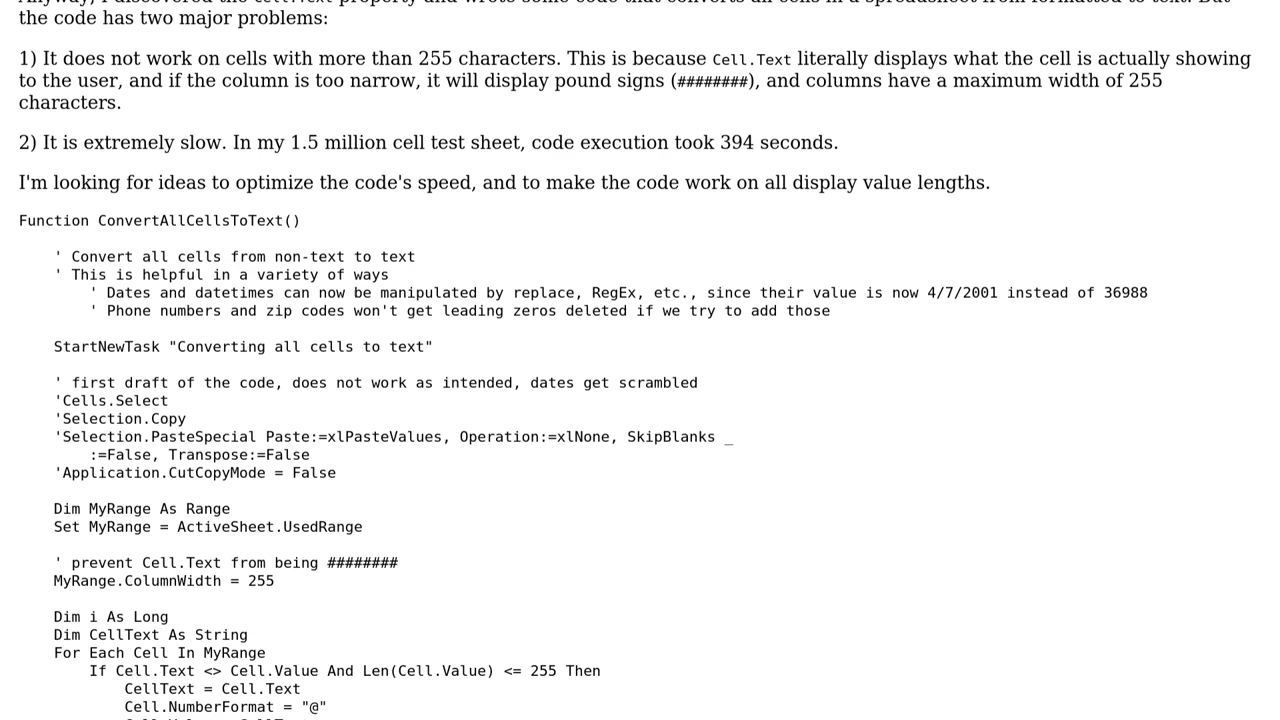 the code has two major problems:
1) It does not work on cells with more than 255 characters. This is because Cell.Text literally displays what the cell is actually showing
to the user, and if the column is too narrow, it will display pound signs (########), and columns have a maximum width of 255
characters.
2) It is extremely slow. In my 1.5 million cell test sheet, code execution took 394 seconds.
I'm looking for ideas to optimize the code's speed, and to make the code work on all display value lengths.
Function ConvertAllCellsToText()
    ' Convert all cells from non-text to text
    ' This is helpful in a variety of ways
        ' Dates and datetimes can now be manipulated by replace, RegEx, etc., since their value is now 4/7/2001 instead of 36988
        ' Phone numbers and zip codes won't get leading zeros deleted if we try to add those
    StartNewTask "Converting all cells to text"
    ' first draft of the code, does not work as intended, dates get scrambled
    'Cells.Select
    'Selection.Copy
    'Selection.PasteSpecial Paste:=xlPasteValues, Operation:=xlNone, SkipBlanks _
        :=False, Transpose:=False
    'Application.CutCopyMode = False
    Dim MyRange As Range
    Set MyRange = ActiveSheet.UsedRange
    ' prevent Cell.Text from being ########
    MyRange.ColumnWidth = 255
    Dim i As Long
    Dim CellText As String
    For Each Cell In MyRange
        If Cell.Text <> Cell.Value And Len(Cell.Value) <= 255 Then
            CellText = Cell.Text
            Cell.NumberFormat = "@"